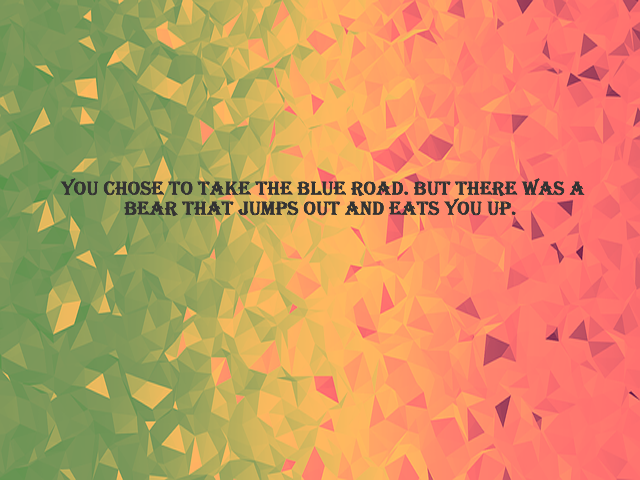 YOU CHOSE TO TAKE THE BLUE ROAD. BUT THERE WAS A
BEAR THAT JUMPS OUT AND EATS YOU UP.